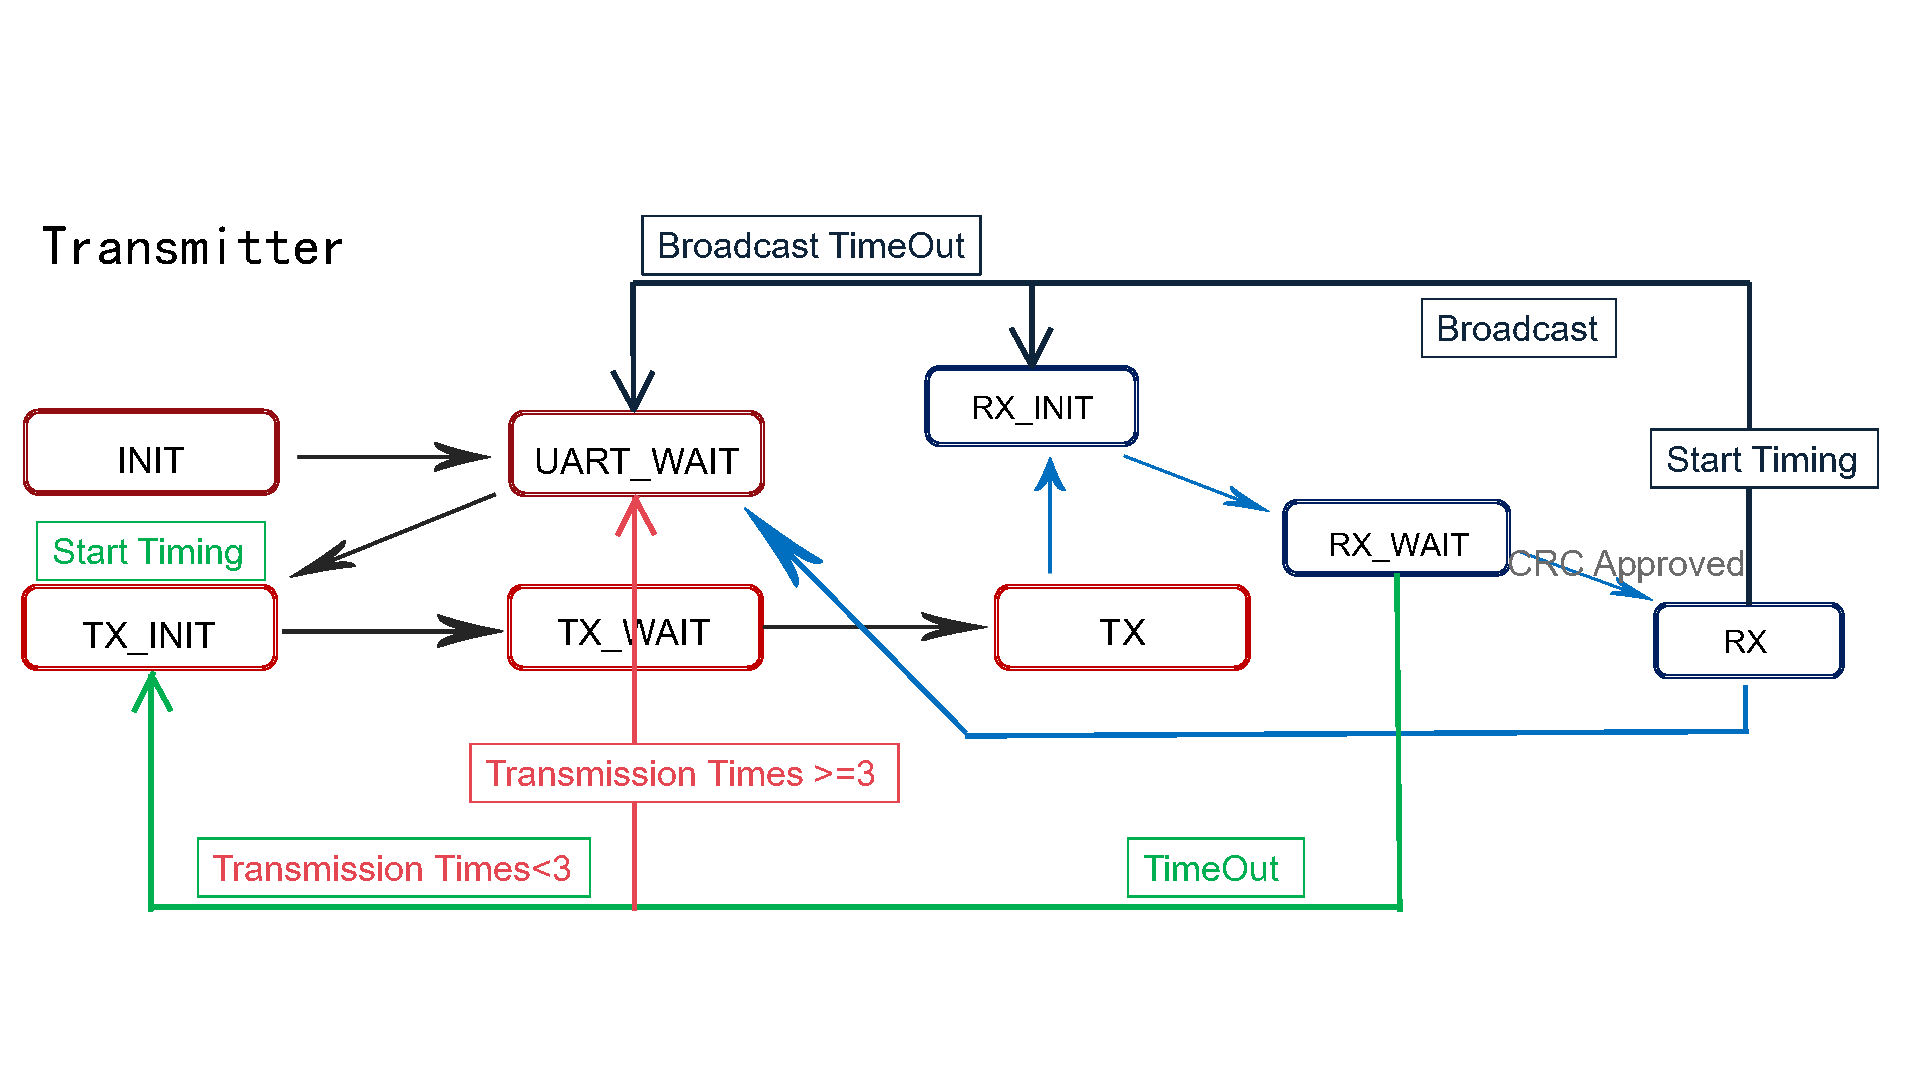 Transmitter
Broadcast TimeOut
Broadcast
RX_INIT
INIT
UART_WAIT
Start Timing
Start Timing
RX_WAIT
CRC Approved
TX_INIT
TX_WAIT
TX
RX
Transmission Times >=3
Transmission Times<3
TimeOut